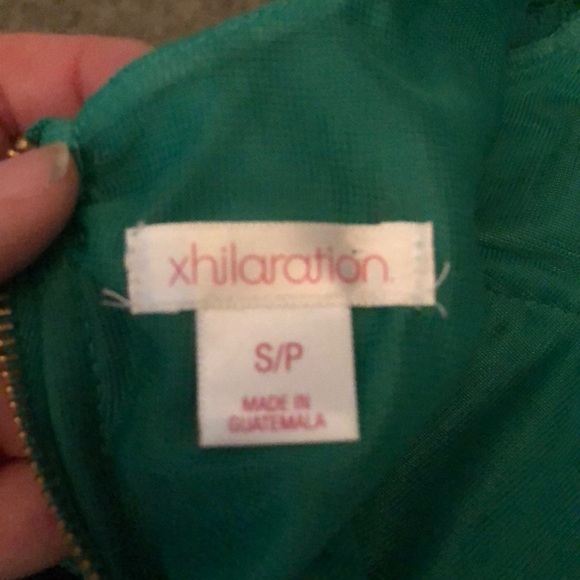 xhilaration.
S/P
MADE IN
GUATEMALA